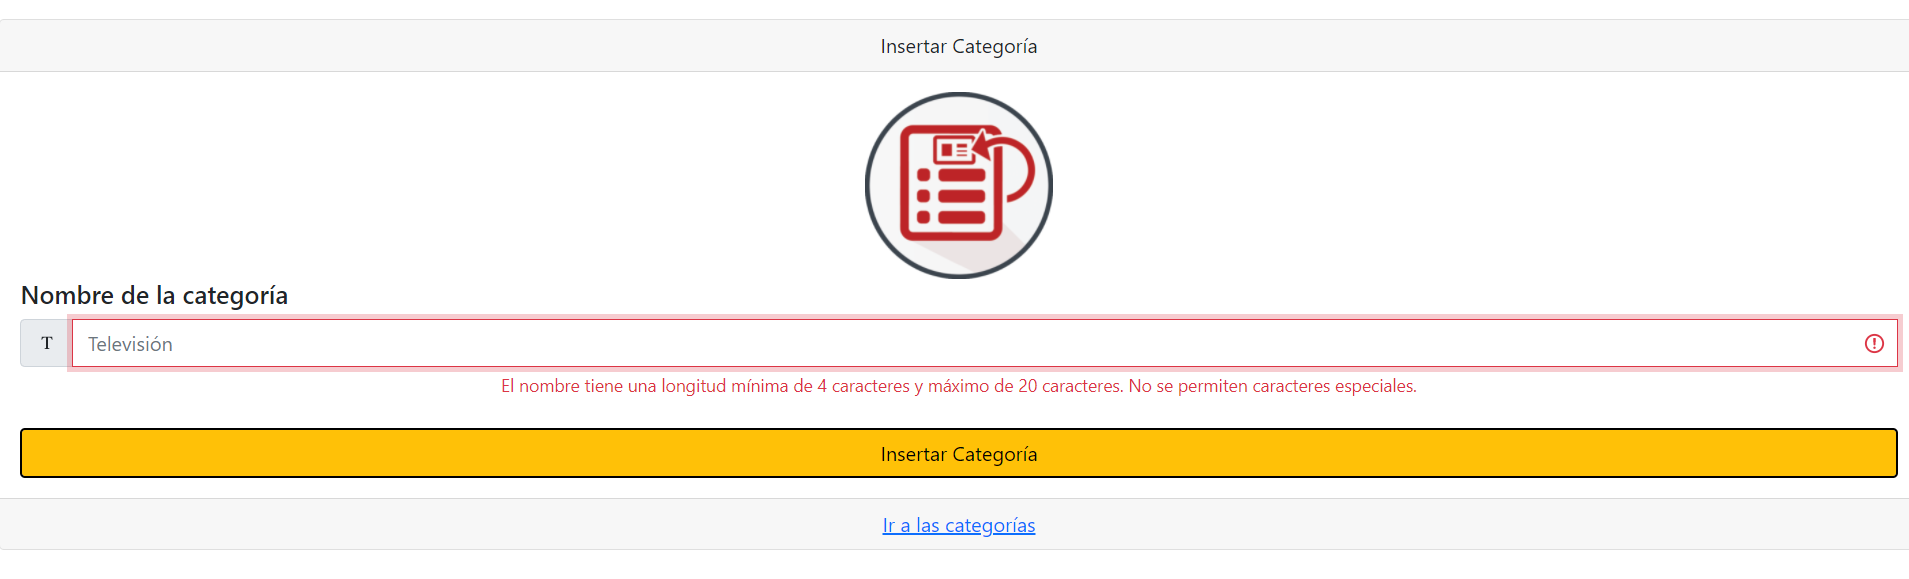 Insertar Categoría
Nombre de la categoría
T Televisión
El nombre tiene una longitud mínima de 4 caracteres y máximo de 20 caracteres. No se permiten caracteres especiales.
Insertar Categoría
Ir a las categorías